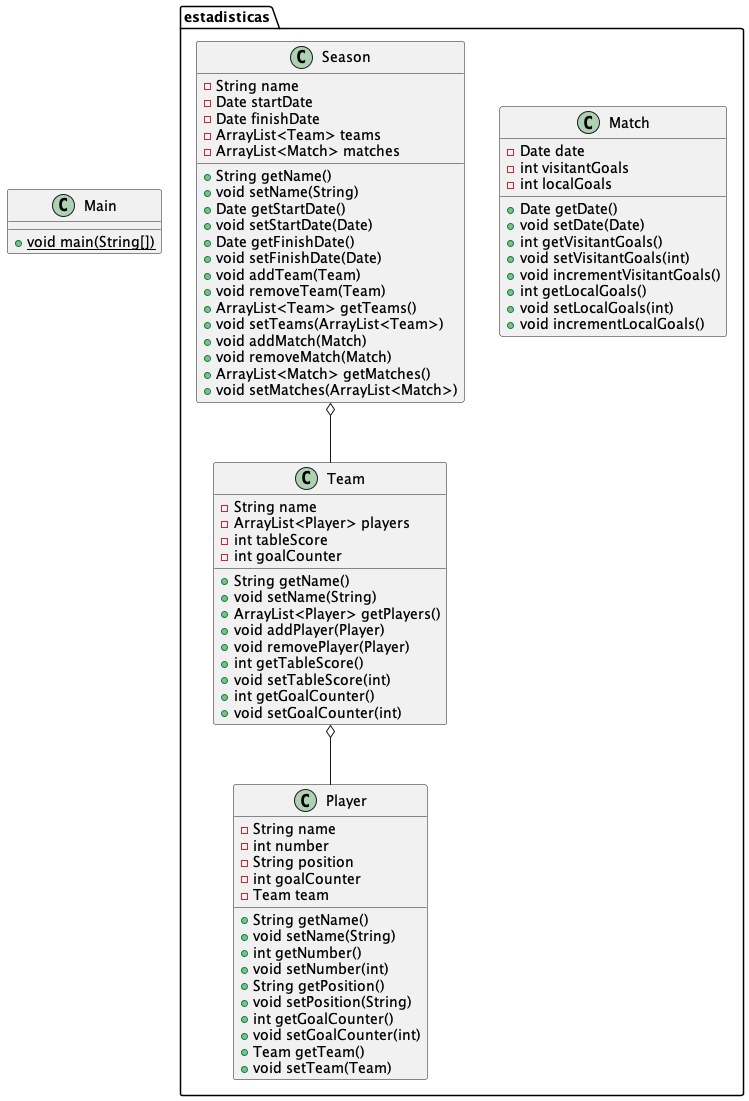 estadisticas
C Main
void main(String[])
C Season
String name
Date startDate
Date finishDate
ArrayList<Team> teams
ArrayList<Match> matches
String getName()
void setName(String)
Date getStartDate()
void setStartDate(Date)
Date getFinishDate()
void setFinishDate(Date)
void addTeam(Team)
void removeTeam(Team)
ArrayList<Team> getTeams()
void setTeams(ArrayList<Team>)
void addMatch(Match)
void removeMatch(Match)
ArrayList<Match> getMatches()
void setMatches(ArrayList<Match>)
C Match
Date date
int visitantGoals
int localGoals
Date getDate()
void setDate(Date)
int getVisitantGoals()
void setVisitantGoals(int)
void incrementVisitantGoals()
int getLocalGoals()
void setLocalGoals(int)
void incrementLocalGoals()
C Team
String name
ArrayList<Player> players
int tableScore
int goalCounter
String getName()
void setName(String)
ArrayList<Player> getPlayers()
void addPlayer(Player)
void removePlayer(Player)
int getTableScore()
void setTableScore(int)
int getGoalCounter()
void setGoalCounter(int)
C Player
String name
int number
String position
int goalCounter
Team team
String getName()
void setName(String)
int getNumber()
void setNumber(int)
String getPosition()
void setPosition(String)
int getGoalCounter()
void setGoalCounter(int)
Team getTeam()
void setTeam(Team)